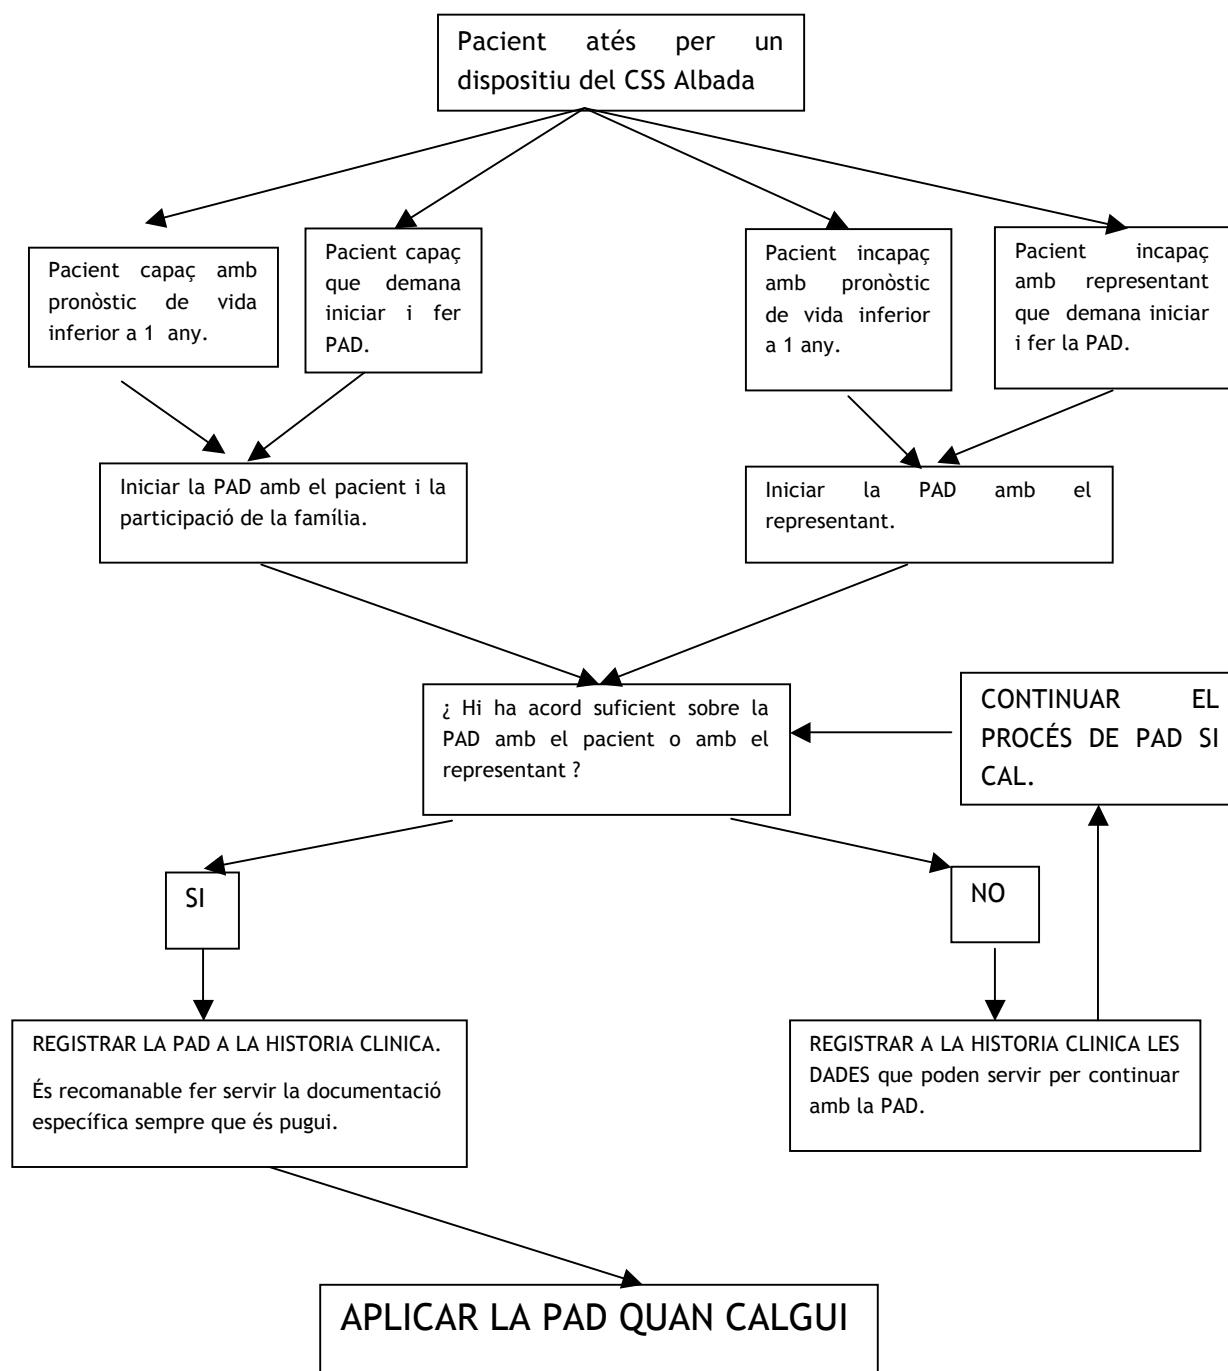 Pacient atés per un
dispositiu del CSS Albada
Pacient capaç amb
pronòstic de vida
inferior a 1 any.
Pacient capaç
que demana
iniciar i fer
PAD.
Pacient incapaç
amb pronòstic
de vida inferior
a 1 any.
Pacient incapaç
amb representant
que demana iniciar
i fer la PAD.
Iniciar la PAD amb el pacient i la
participació de la família.
Iniciar la PAD amb el
representant.
¿ Hi ha acord suficient sobre la
PAD amb el pacient o amb el
representant ?
CONTINUAR EL
PROCÉS DE PAD SI
CAL.
SI
NO
REGISTRAR LA PAD A LA HISTORIA CLINICA.
És recomanable fer servir la documentació
específica sempre que és pugui.
REGISTRAR A LA HISTORIA CLINICA LES
DADES que poden servir per continuar
amb la PAD.
APLICAR LA PAD QUAN CALGUI